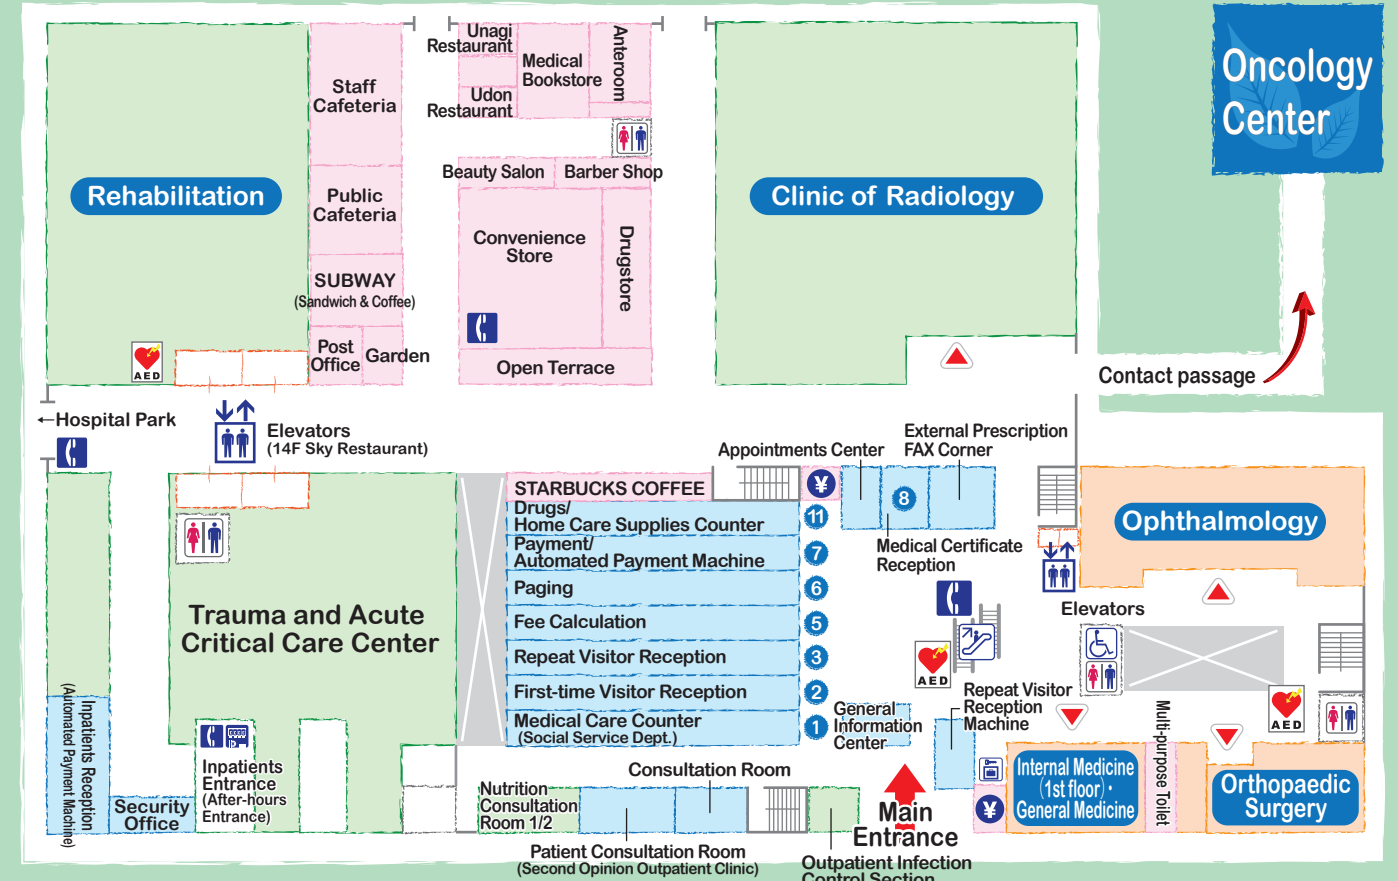 Oncology
Center
Unagi
Restaurant
Medical
Bookstore
Anteroom
Udon
Restaurant
Staff
Cafeteria
Beauty Salon
Barber Shop
Rehabilitation
Public
Cafeteria
Clinic of Radiology
Convenience
Store
Drugstore
SUBWAY
(Sandwich & Coffee)
Post
Office
Garden
Open Terrace
AED
Contact passage
←Hospital Park
Elevators
(14F Sky Restaurant)
Appointments Center
External Prescription
FAX Corner
STARBUCKS COFFEE
¥
8
Drugs/
Home Care Supplies Counter
11
Payment/
Automated Payment Machine
7
Medical Certificate
Reception
Ophthalmology
Paging
6
Fee Calculation
5
Repeat Visitor Reception
3
First-time Visitor Reception
2
Medical Care Counter
(Social Service Dept.)
1
General
Information
Center
Trauma and Acute
Critical Care Center
Elevators
AED
Repeat Visitor
Reception
Machine
AED
Multi-purpose Toilet
Inpatients Reception
(Automated Payment Machine)
Security
Office
Inpatients
Entrance
(After-hours
Entrance)
Nutrition
Consultation
Room 1/2
Consultation Room
Patient Consultation Room
(Second Opinion Outpatient Clinic)
Main
Entrance
Outpatient Infection
Control Section
¥
Internal Medicine
(1st floor)・
General Medicine
Orthopaedic
Surgery